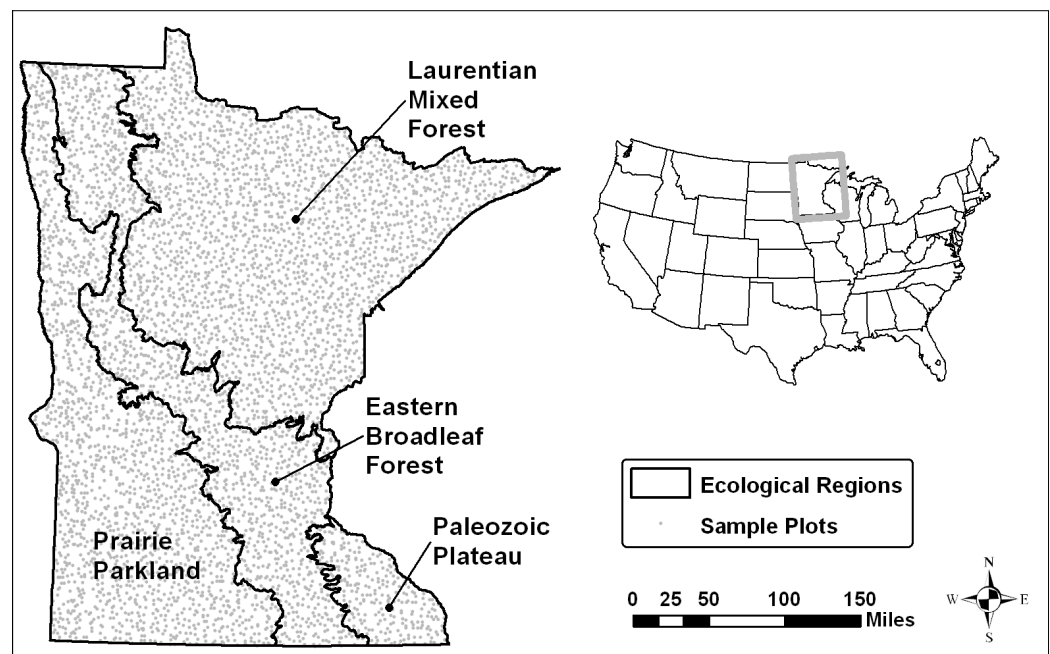 Laurentian
Mixed
Forest
Eastern
Broadleaf
Forest
Paleozoic
Plateau
Prairie
Parkland
Ecological Regions
Sample Plots
0 25 50 100 150
Miles
N
W E
S